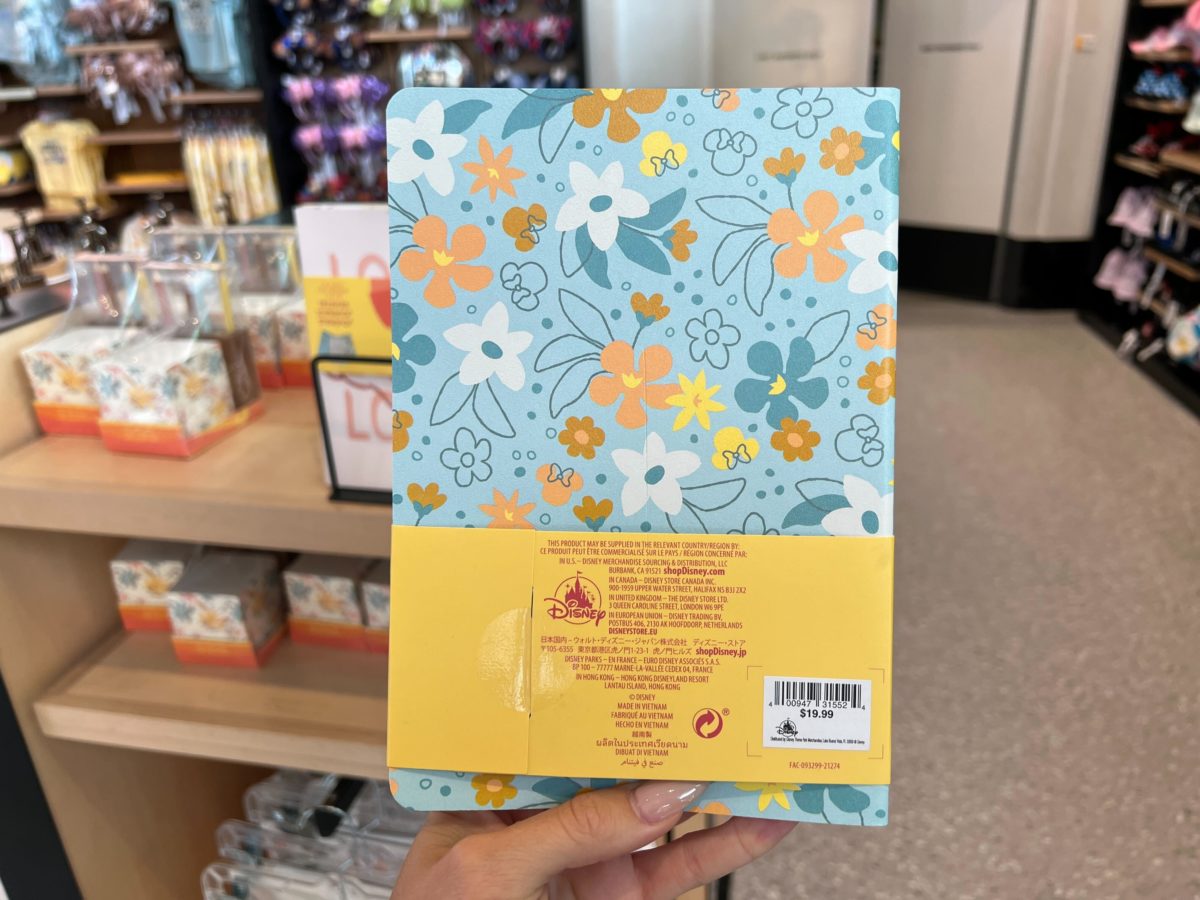 THIS PRODUCT MAY BE SUPPLIED IN THE RELEVANT COUNTRY/REGION BY:
CE PRODUIT PEUT ÊTRE COMMERCIALISÉ SUR LE PAYS / RÉGION CONCERNÉ PAR:
IN U.S. – DISNEY MERCHANDISE SOURCING & DISTRIBUTION, LLC
BURBANK, CA 91521 shopDisney.com
IN CANADA – DISNEY STORE CANADA INC.
900-1959 UPPER WATER STREET, HALIFAX NS B3J 2X2
IN UNITED KINGDOM – THE DISNEY STORE LTD.
3 QUEEN CAROLINE STREET, LONDON W6 9PE
IN EUROPEAN UNION – DISNEY TRADING BV,
POSTBUS 406, 2130 AK HOOFDDORP, NETHERLANDS
DISNEYSTORE.EU
Disney
日本国内 – ウォルト・ディズニー・ジャパン株式会社 ディズニー・ストア
〒105-6355 東京都港区虎ノ門1-23-1 虎ノ門ヒルズ shopDisney.jp
DISNEY PARKS – EN FRANCE – EURO DISNEY ASSOCIÉS S.A.S.
BP 100 – 77777 MARNE-LA-VALLÉE CEDEX 04, FRANCE
IN HONG KONG – HONG KONG DISNEYLAND RESORT
LANTAU ISLAND, HONG KONG
© DISNEY
MADE IN VIETNAM
FABRIQUÉ AU VIETNAM
HECHO EN VIETNAM
越南製
ผลิตในประเทศเวียดนาม
DIBUAT DI VIETNAM
صنع في فيتنام
®
4 00947 31552 4
$19.99
FAC-093299-21274
LO